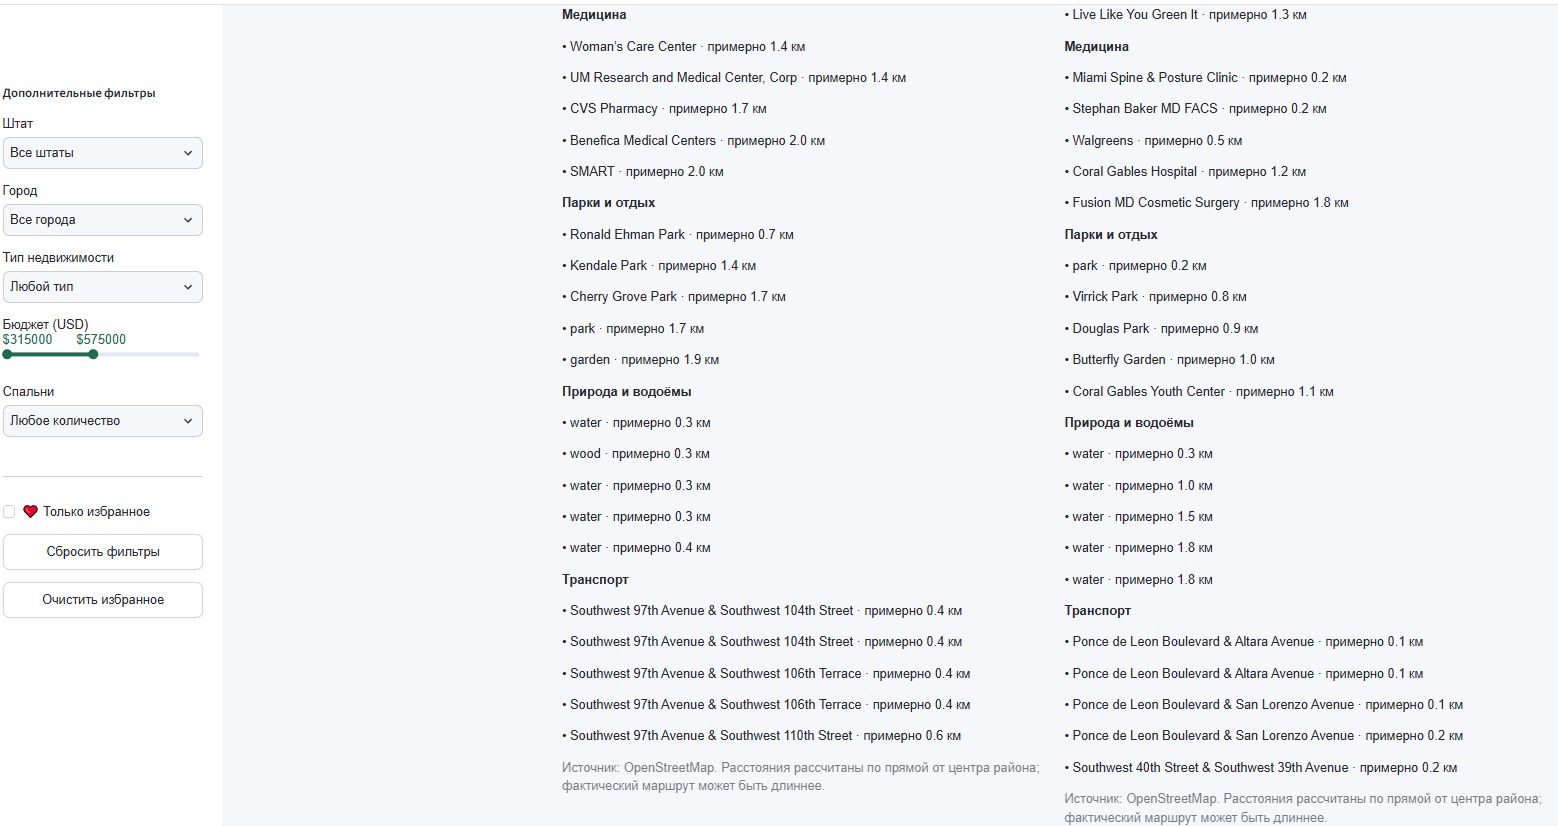 Дополнительные фильтры
Штат
Все штаты
Город
Все города
Тип недвижимости
Любой тип
Бюджет (USD)
$315000 $575000
Спальни
Любое количество
Только избранное
Сбросить фильтры
Очистить избранное
Медицина
• Woman's Care Center · примерно 1.4 км
• UM Research and Medical Center, Corp · примерно 1.4 км
• CVS Pharmacy · примерно 1.7 км
• Benefica Medical Centers · примерно 2.0 км
• SMART · примерно 2.0 км
Парки и отдых
• Ronald Ehman Park · примерно 0.7 км
• Kendale Park · примерно 1.4 км
• Cherry Grove Park · примерно 1.7 км
• park · примерно 1.7 км
• garden · примерно 1.9 км
Природа и водоёмы
• water · примерно 0.3 км
• wood · примерно 0.3 км
• water · примерно 0.3 км
• water · примерно 0.3 км
• water · примерно 0.4 км
Транспорт
• Southwest 97th Avenue & Southwest 104th Street · примерно 0.4 км
• Southwest 97th Avenue & Southwest 104th Street · примерно 0.4 км
• Southwest 97th Avenue & Southwest 106th Terrace · примерно 0.4 км
• Southwest 97th Avenue & Southwest 106th Terrace · примерно 0.4 км
• Southwest 97th Avenue & Southwest 110th Street · примерно 0.6 км
Источник: OpenStreetMap. Расстояния рассчитаны по прямой от центра района;
фактический маршрут может быть длиннее.
• Live Like You Green It · примерно 1.3 км
Медицина
• Miami Spine & Posture Clinic · примерно 0.2 км
• Stephan Baker MD FACS · примерно 0.2 км
• Walgreens · примерно 0.5 км
• Coral Gables Hospital · примерно 1.2 км
• Fusion MD Cosmetic Surgery · примерно 1.8 км
Парки и отдых
• park · примерно 0.2 км
• Virrick Park · примерно 0.8 км
• Douglas Park · примерно 0.9 км
• Butterfly Garden · примерно 1.0 км
• Coral Gables Youth Center · примерно 1.1 км
Природа и водоёмы
• water · примерно 0.3 км
• water · примерно 1.0 км
• water · примерно 1.5 км
• water · примерно 1.8 км
• water · примерно 1.8 км
Транспорт
• Ponce de Leon Boulevard & Altara Avenue · примерно 0.1 км
• Ponce de Leon Boulevard & Altara Avenue · примерно 0.1 км
• Ponce de Leon Boulevard & San Lorenzo Avenue · примерно 0.1 км
• Ponce de Leon Boulevard & San Lorenzo Avenue · примерно 0.2 км
• Southwest 40th Street & Southwest 39th Avenue · примерно 0.2 км
Источник: OpenStreetMap. Расстояния рассчитаны по прямой от центра района;
фактический маршрут может быть длиннее.